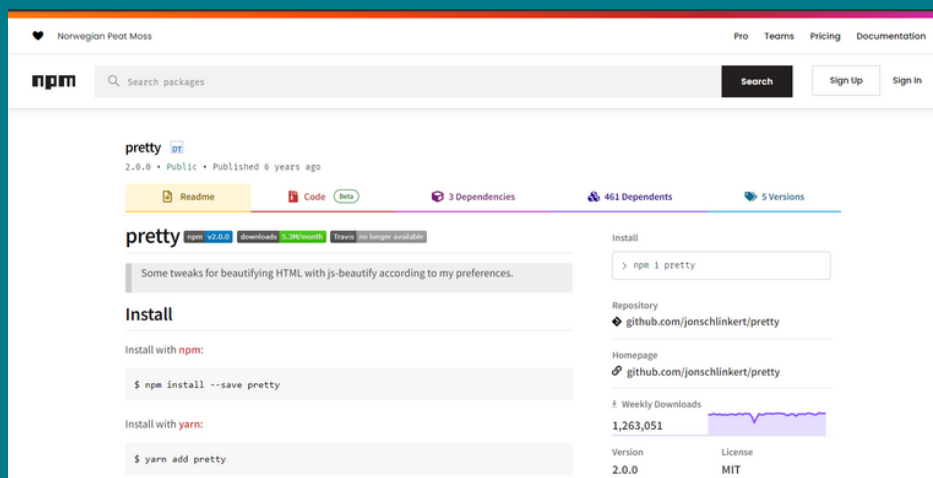 Norwegian Peat Moss
Pro Teams Pricing Documentation
npm
Search packages
Search
Sign Up
Sign In
pretty DT
2.0.0 • Public • Published 6 years ago
Readme
Code Beta
3 Dependencies
461 Dependents
5 Versions
pretty npm v2.0.0 downloads 5.3M/month Travis no longer available
Some tweaks for beautifying HTML with js-beautify according to my preferences.
Install
Install with npm:
$ npm install --save pretty
Install with yarn:
$ yarn add pretty
Install
> npm i pretty
Repository
github.com/jonschlinkert/pretty
Homepage
github.com/jonschlinkert/pretty
Weekly Downloads
1,263,051
Version License
2.0.0 MIT